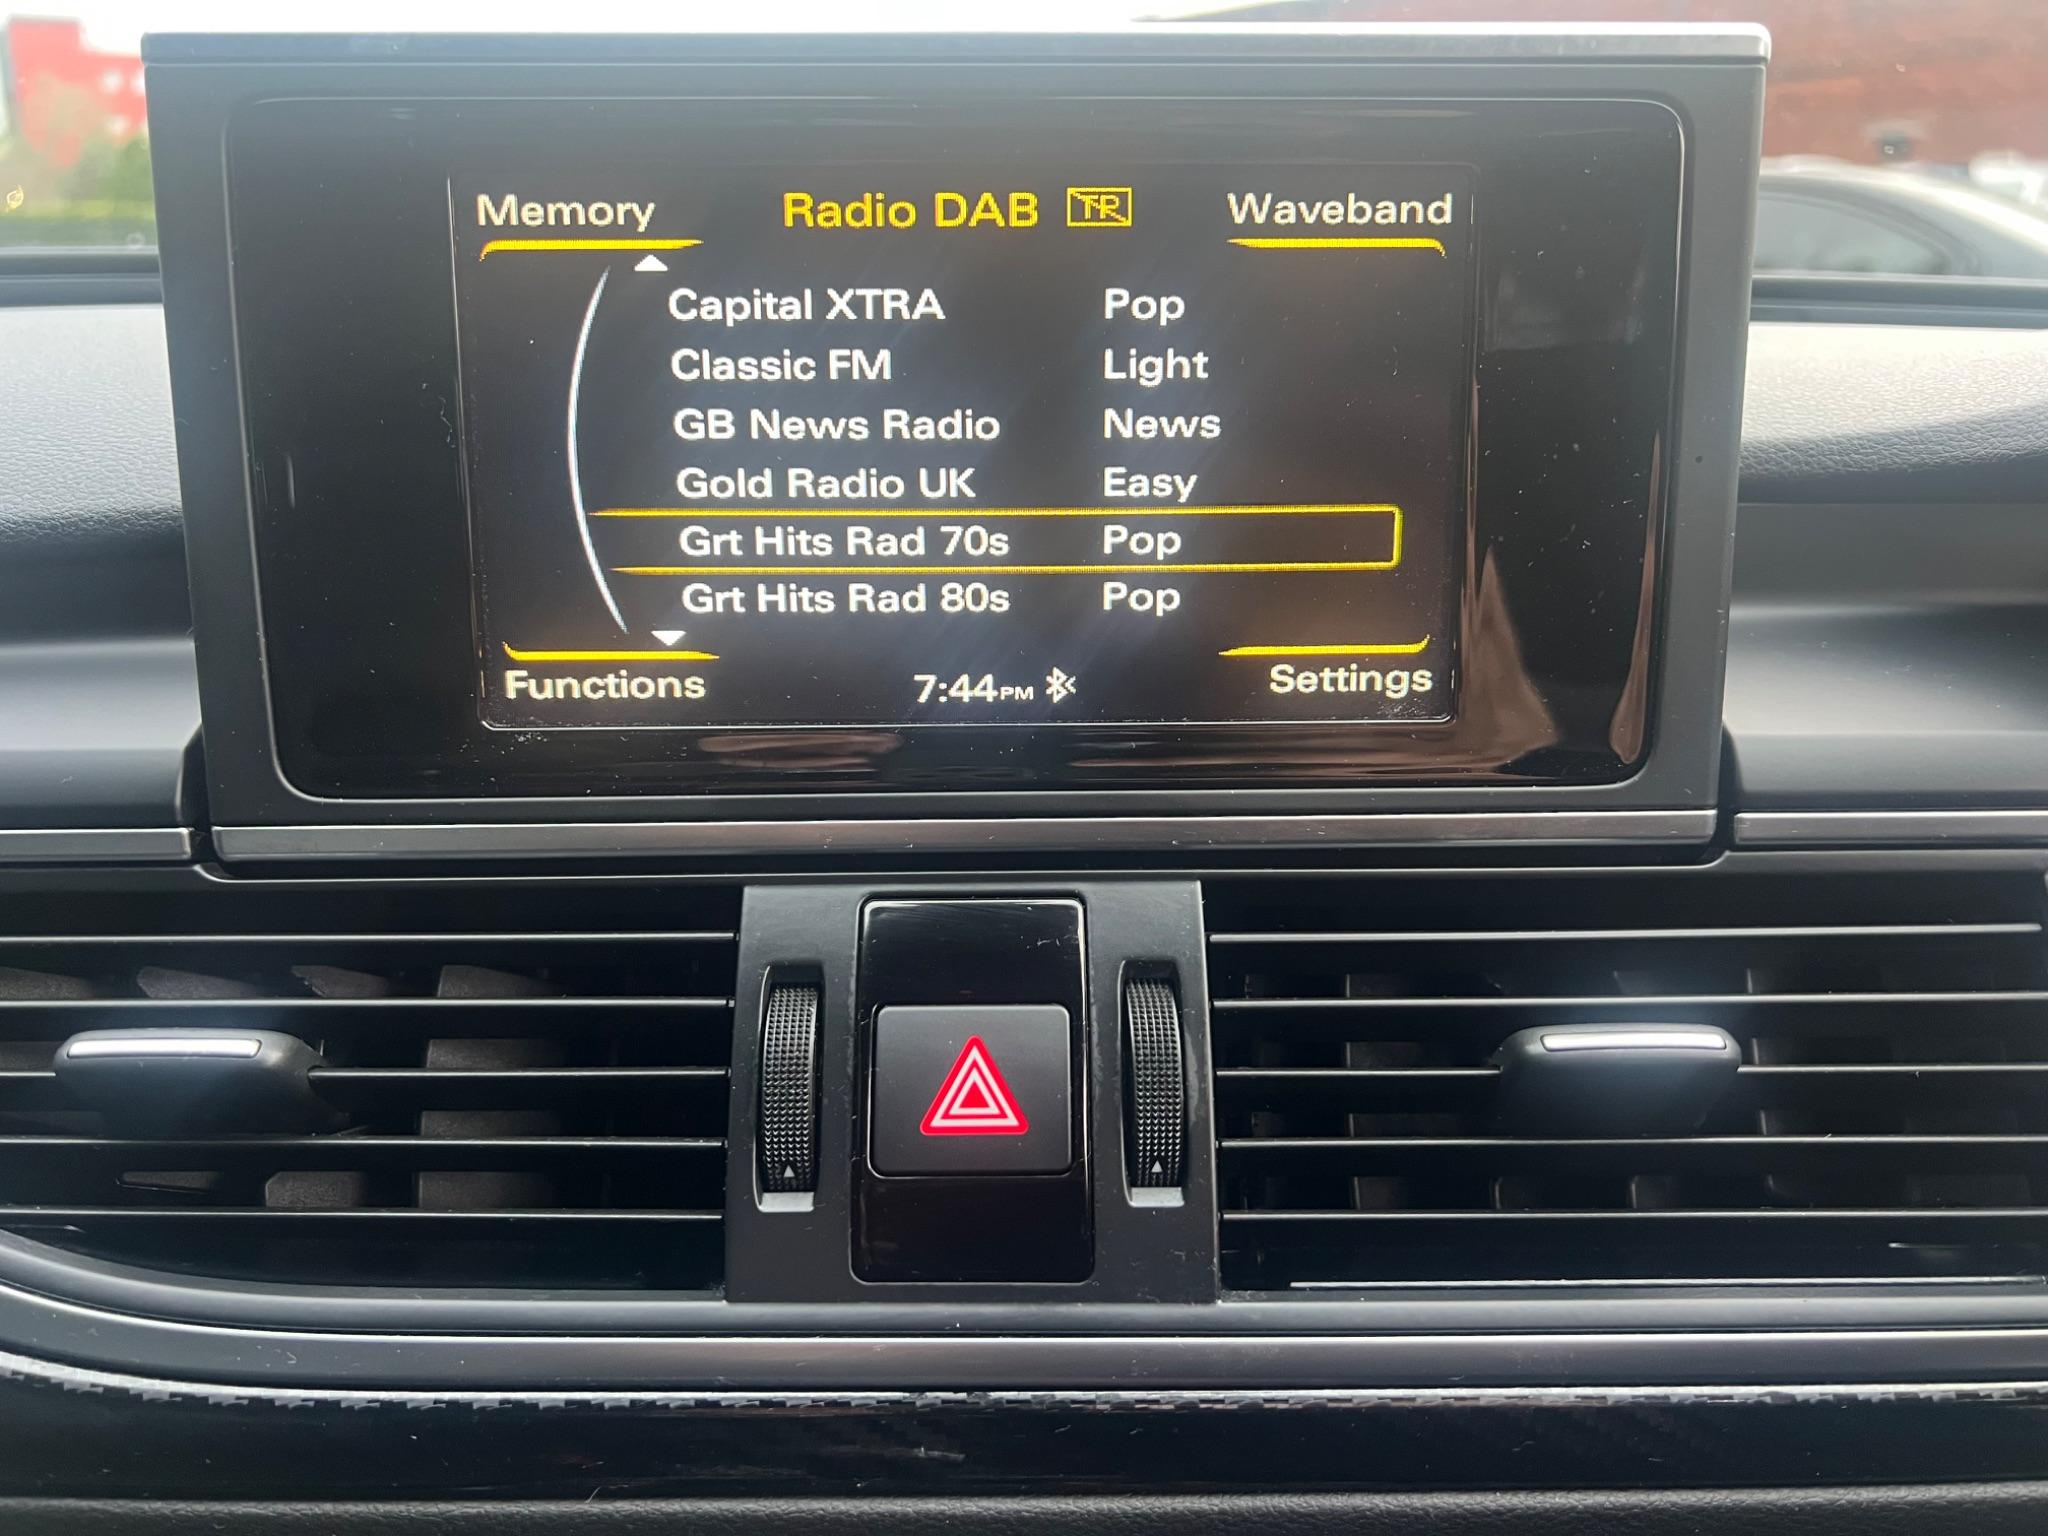 Memory Radio DAB TP Waveband
Capital XTRA Pop
Classic FM Light
GB News Radio News
Gold Radio UK Easy
Grt Hits Rad 70s Pop
Grt Hits Rad 80s Pop
Functions 7:44PM Settings